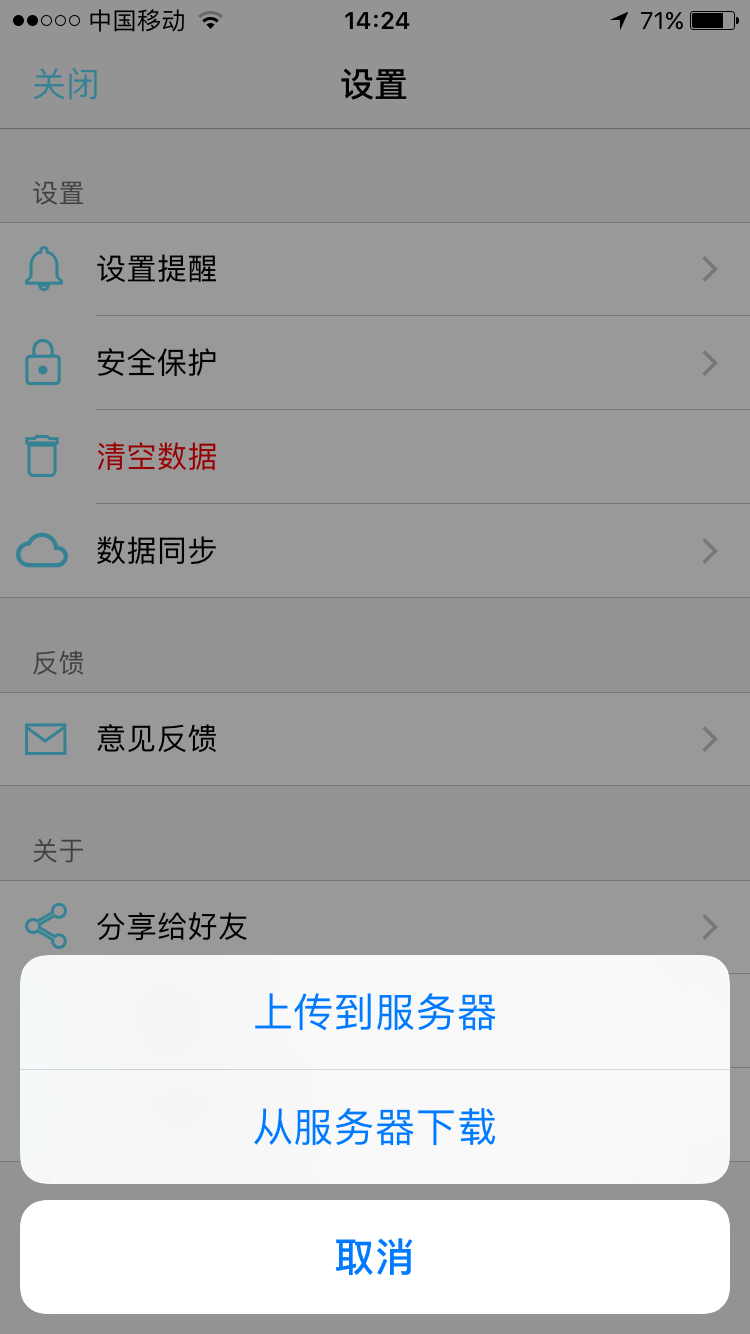 中国移动 14:24 71%
关闭 设置
设置
设置提醒
安全保护
清空数据
数据同步
反馈
意见反馈
关于
分享给好友
上传到服务器
从服务器下载
取消